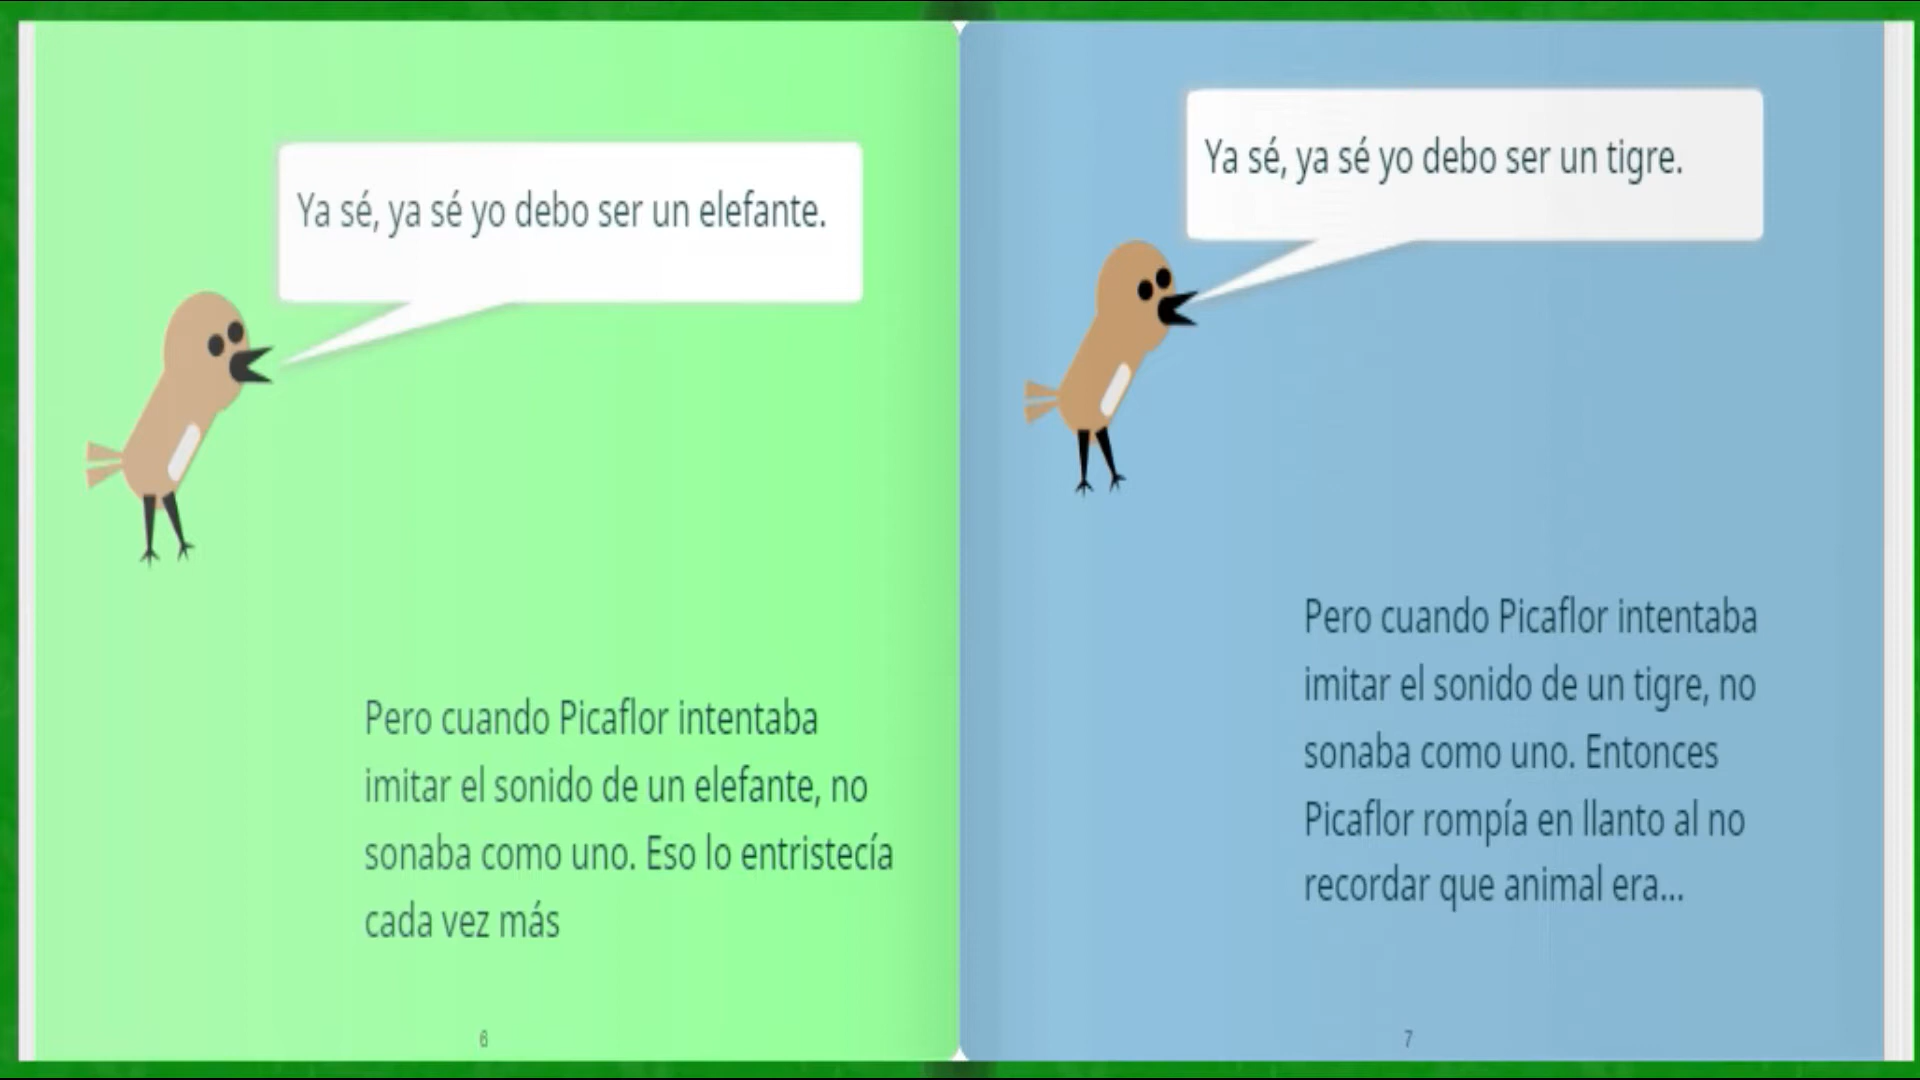 Ya sé, ya sé yo debo ser un elefante.
Pero cuando Picaflor intentaba
imitar el sonido de un elefante, no
sonaba como uno. Eso lo entristecía
cada vez más
6
Ya sé, ya sé yo debo ser un tigre.
Pero cuando Picaflor intentaba
imitar el sonido de un tigre, no
sonaba como uno. Entonces
Picaflor rompía en llanto al no
recordar que animal era...
7